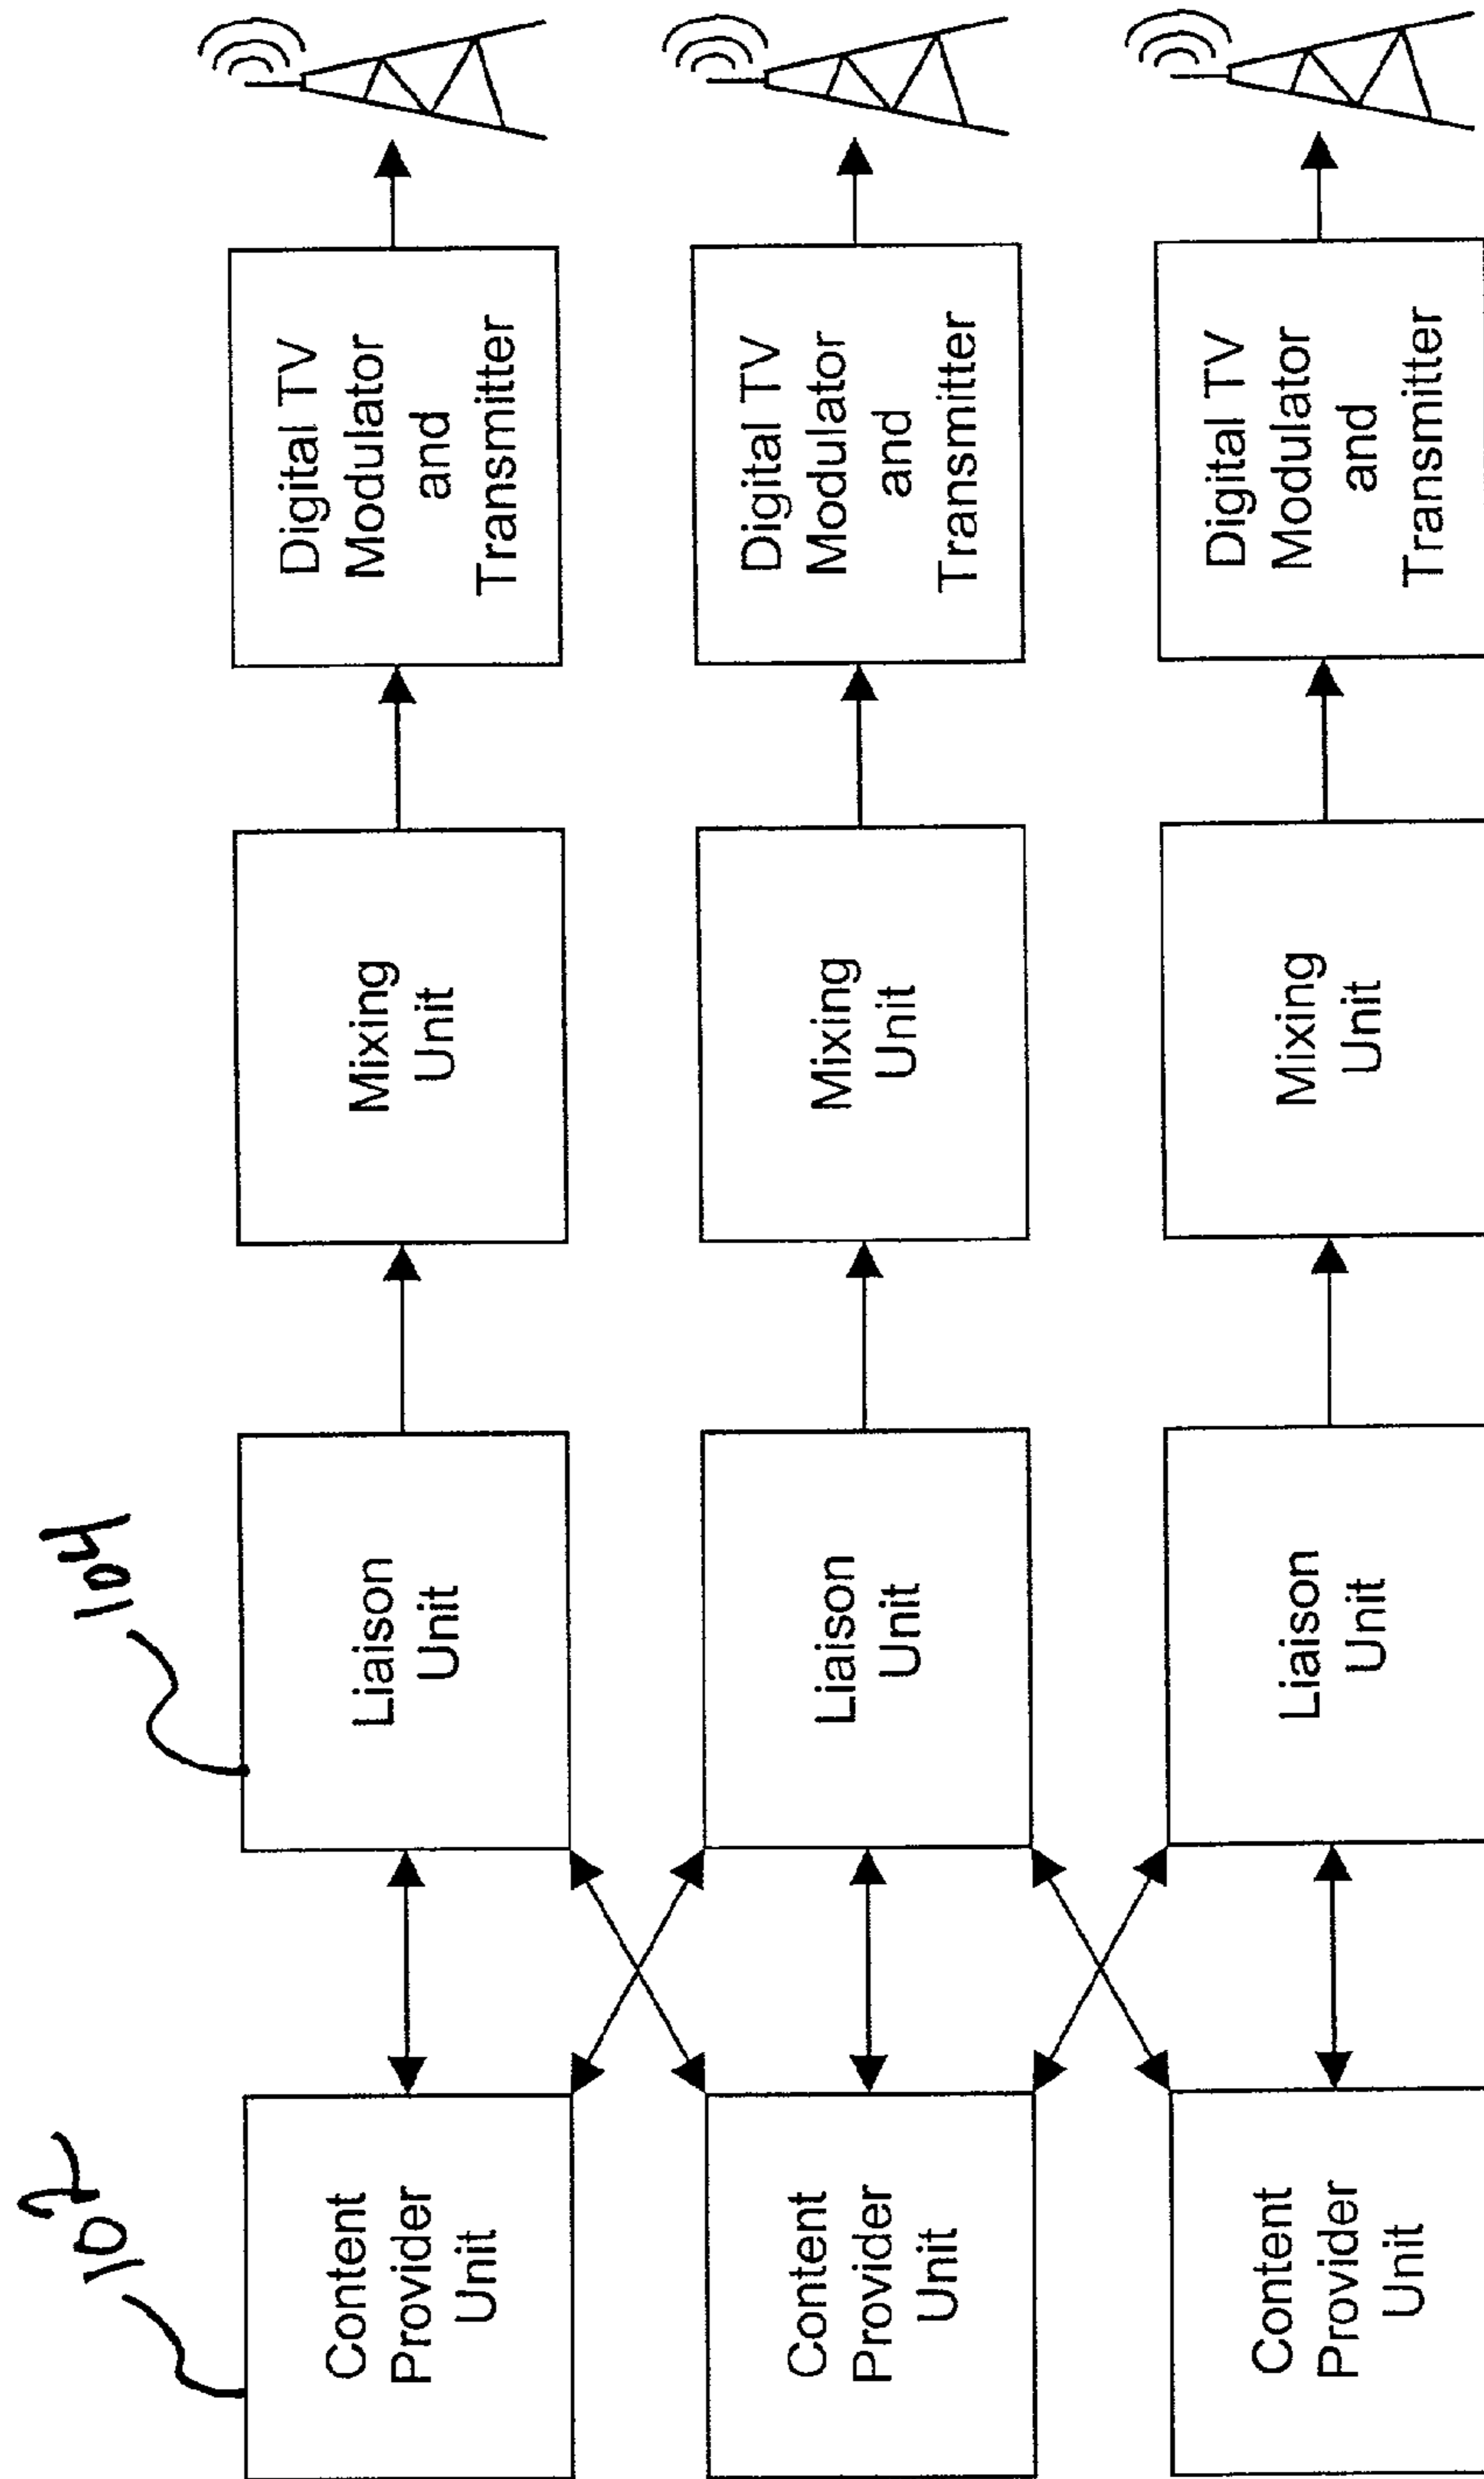 102
104
Content
Provider
Unit
Liaison
Unit
Mixing
Unit
Digital TV
Modulator
and
Transmitter
Content
Provider
Unit
Liaison
Unit
Mixing
Unit
Digital TV
Modulator
and
Transmitter
Content
Provider
Unit
Liaison
Unit
Mixing
Unit
Digital TV
Modulator
and
Transmitter